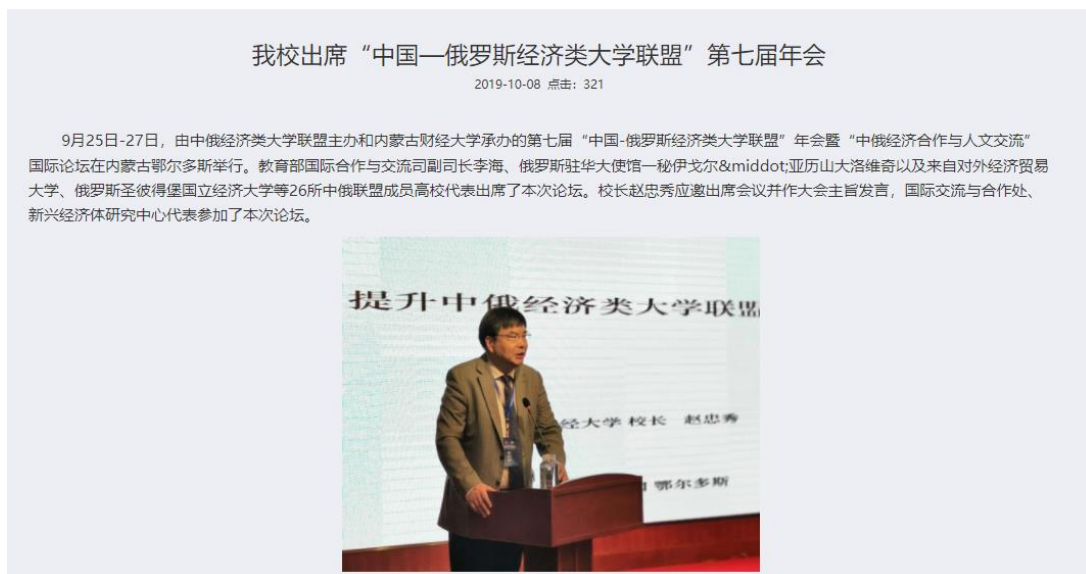 我校出席“中国—俄罗斯经济类大学联盟”第七届年会
2019-10-08 点击：321
9月25日-27日，由中俄经济类大学联盟主办和内蒙古财经大学承办的第七届“中国-俄罗斯经济类大学联盟”年会暨“中俄经济合作与人文交流”
国际论坛在内蒙古鄂尔多斯举行。教育部国际合作与交流司副司长李海、俄罗斯驻华大使馆一秘伊戈尔&middot;亚历山大洛维奇以及来自对外经济贸易
大学、俄罗斯圣彼得堡国立经济大学等26所中俄联盟成员高校代表出席了本次论坛。校长赵忠秀应邀出席会议并作大会主旨发言，国际交流与合作处、
新兴经济体研究中心代表参加了本次论坛。
提升中俄经济类大学联盟
经大学 校长 赵忠秀
鄂尔多斯